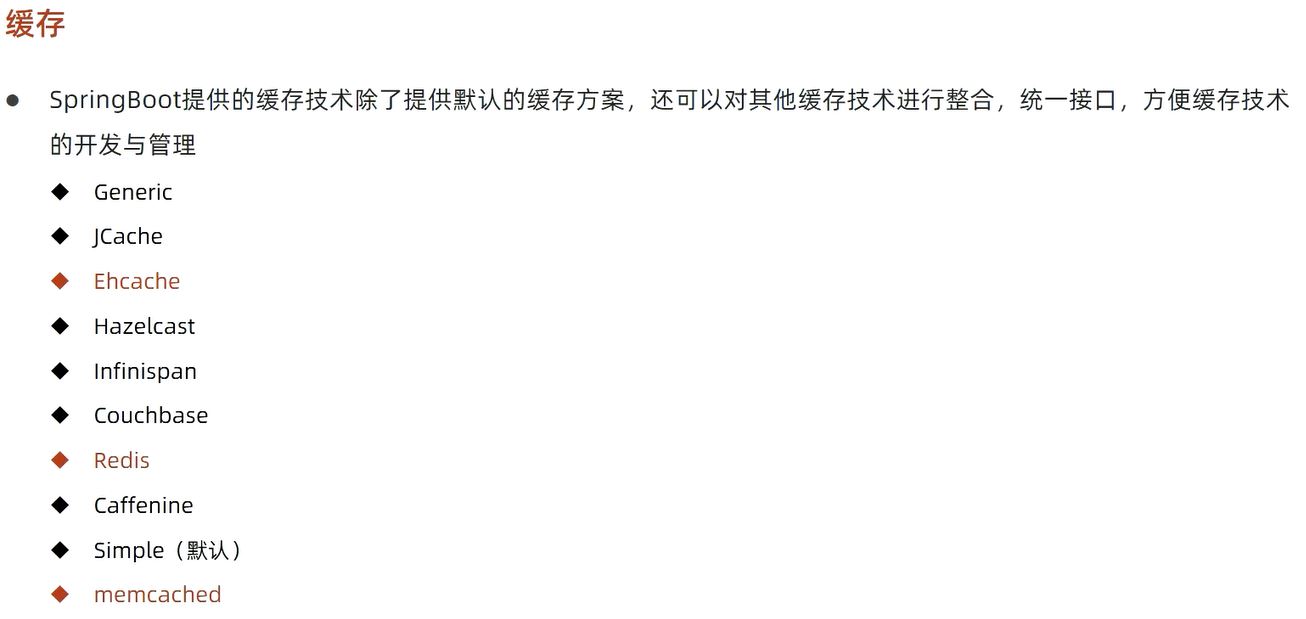 缓存
SpringBoot提供的缓存技术除了提供默认的缓存方案，还可以对其他缓存技术进行整合，统一接口，方便缓存技术
的开发与管理
Generic
JCache
Ehcache
Hazelcast
Infinispan
Couchbase
Redis
Caffenine
Simple（默认）
memcached